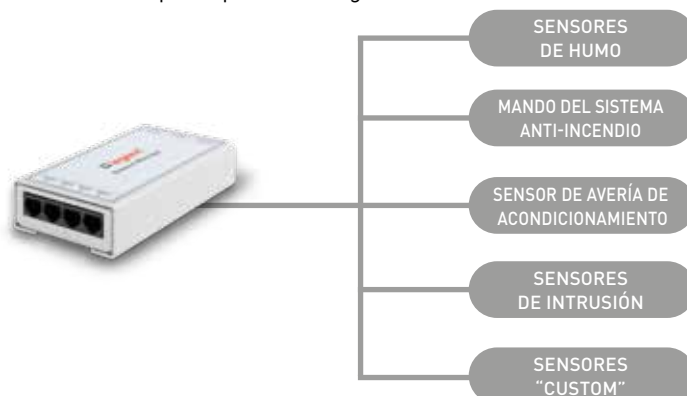 SENSORES
DE HUMO
MANDO DEL SISTEMA
ANTI-INCENDIO
SENSOR DE AVERÍA DE
ACONDICIONAMIENTO
SENSORES
DE INTRUSIÓN
SENSORES
“CUSTOM”